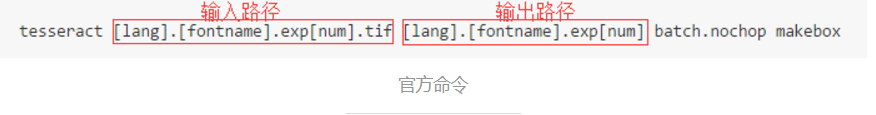 输入路径 输出路径
tesseract [lang].[fontname].exp[num].tif [lang].[fontname].exp[num] batch.nochop makebox
官方命令